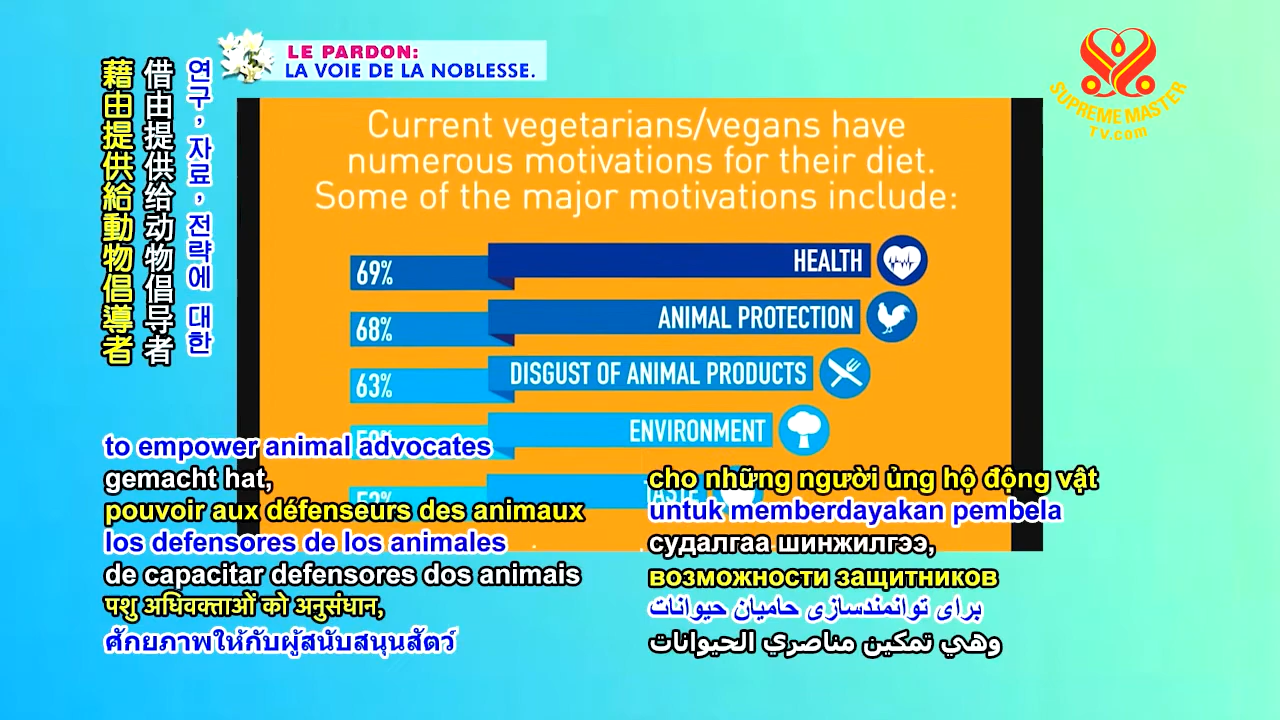 LE PARDON:
LA VOIE DE LA NOBLESSE.
SUPREME MASTER
TV.com
藉由提供給動物倡導者
借由提供给动物倡导者
연구, 자료, 전략에 대한
Current vegetarians/vegans have
numerous motivations for their diet.
Some of the major motivations include:
69% HEALTH
68% ANIMAL PROTECTION
63% DISGUST OF ANIMAL PRODUCTS
ENVIRONMENT
TASTE
to empower animal advocates
gemacht hat,
pouvoir aux défenseurs des animaux
los defensores de los animales
de capacitar defensores dos animais
पशु अधिवक्ताओं को अनुसंधान,
ศักยภาพให้กับผู้สนับสนุนสัตว์
cho những người ủng hộ động vật
untuk memberdayakan pembela
судалгаа шинжилгээ,
возможности защитников
برای توانمندسازی حامیان حیوانات
وهي تمكين مناصري الحيوانات